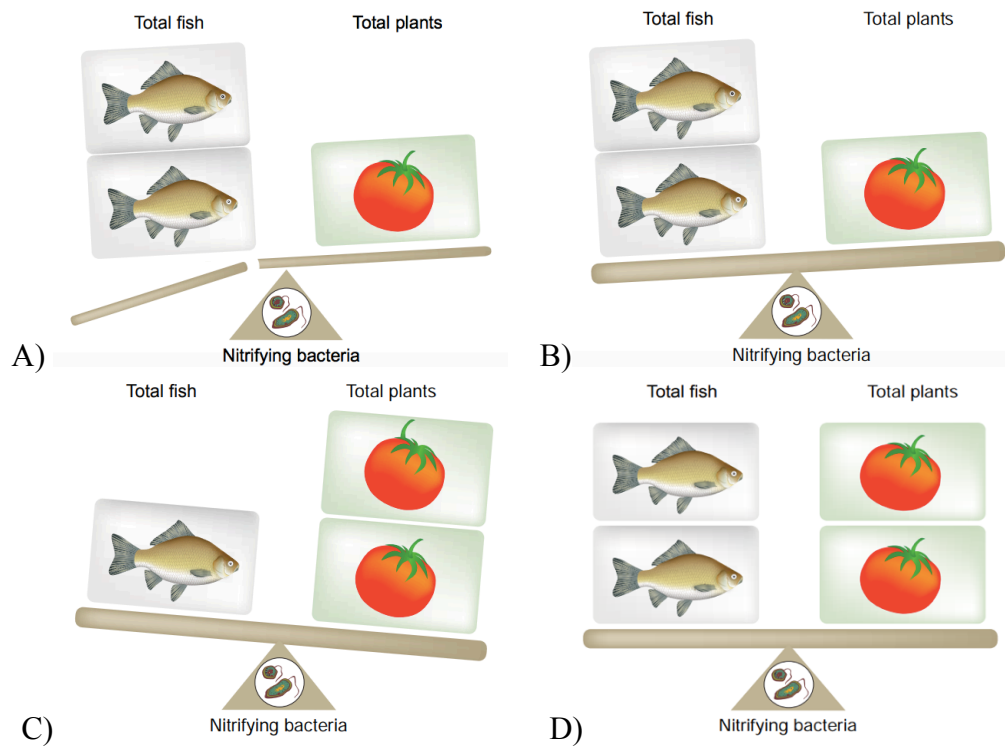 Total fish
Total plants
Nitrifying bacteria
A)
Total fish
Total plants
Nitrifying bacteria
B)
Total fish
Total plants
Nitrifying bacteria
C)
Total fish
Total plants
Nitrifying bacteria
D)